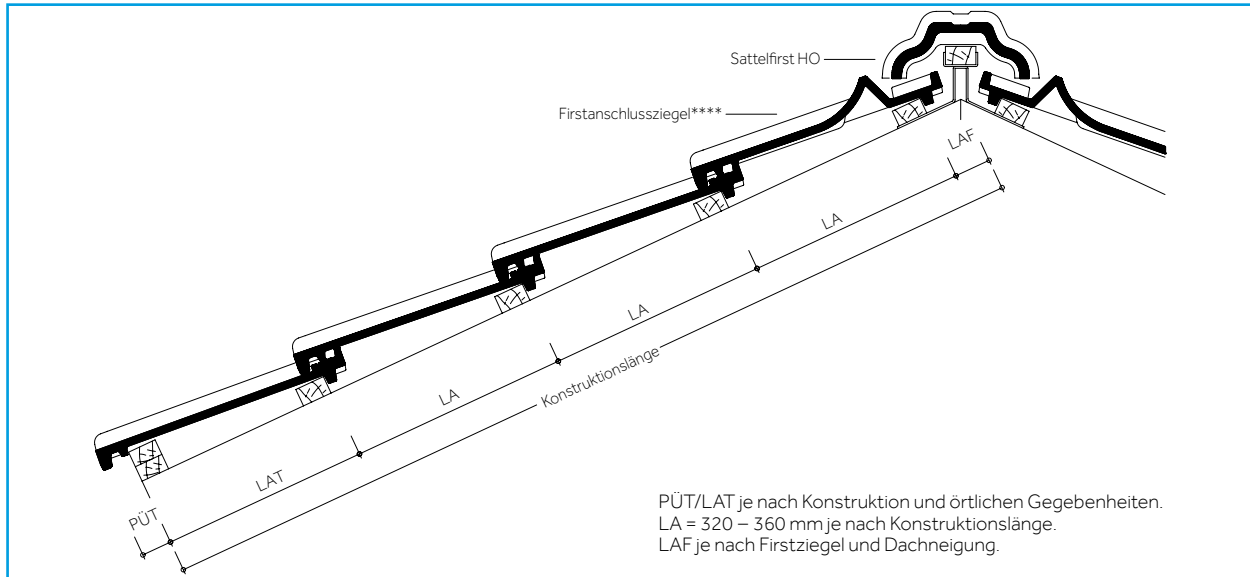 Sattelfirst HO
Firstanschlussziegel****
LAF
LA
LA
LA
Konstruktionslänge
LAT
PÜT
PÜT/LAT je nach Konstruktion und örtlichen Gegebenheiten.
LA = 320 – 360 mm je nach Konstruktionslänge.
LAF je nach Firstziegel und Dachneigung.